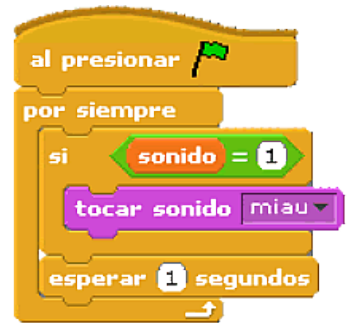 al presionar
por siempre
si sonido = 1
tocar sonido miau
esperar 1 segundos